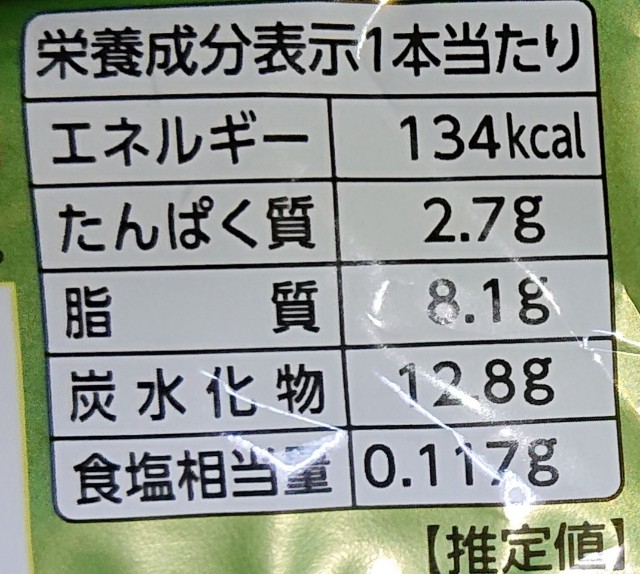 栄養成分表示1本当たり
エネルギー 134kcal
たんぱく質 2.7g
脂質 8.1g
炭水化物 12.8g
食塩相当量 0.117g
【推定値】